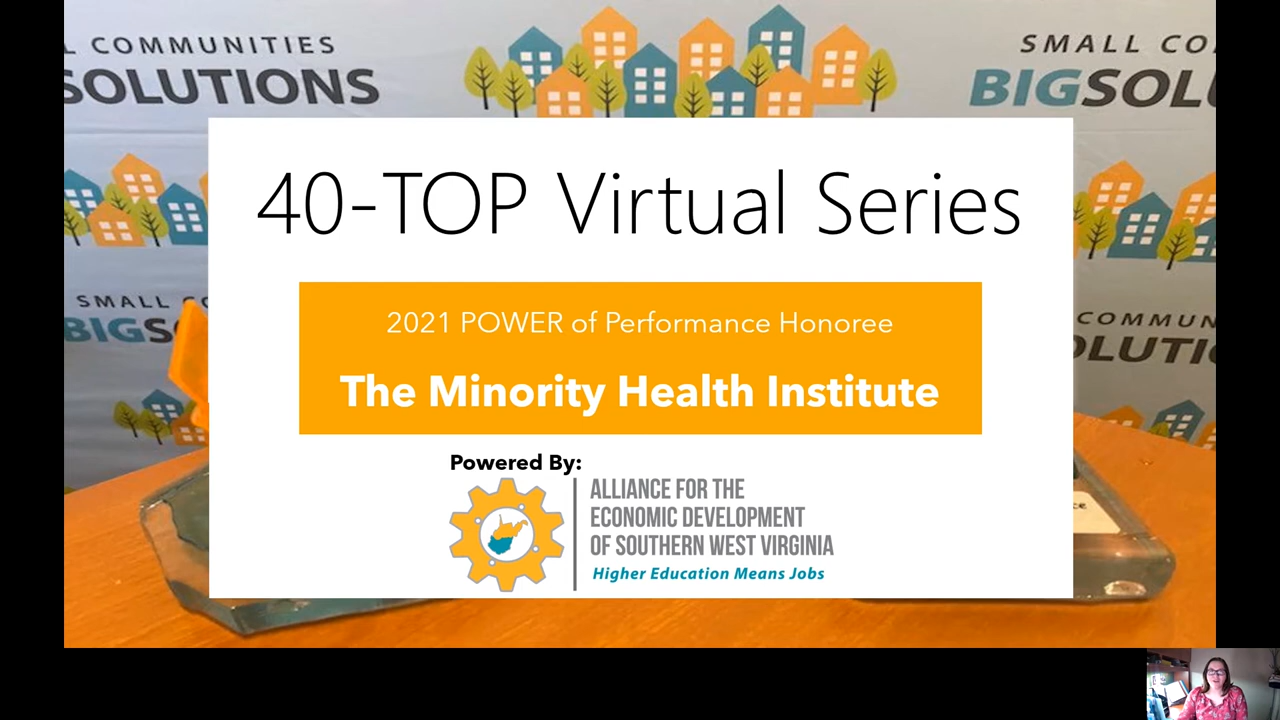 L COMMUNITIES
SOLUTIONS
SMALL CO
BIGSOLU
40-TOP Virtual Series
2021 POWER of Performance Honoree
The Minority Health Institute
SMALL CO
BIGS
COMMUN
OLUTIO
Powered By:
ALLIANCE FOR THE
ECONOMIC DEVELOPMENT
OF SOUTHERN WEST VIRGINIA
Higher Education Means Jobs